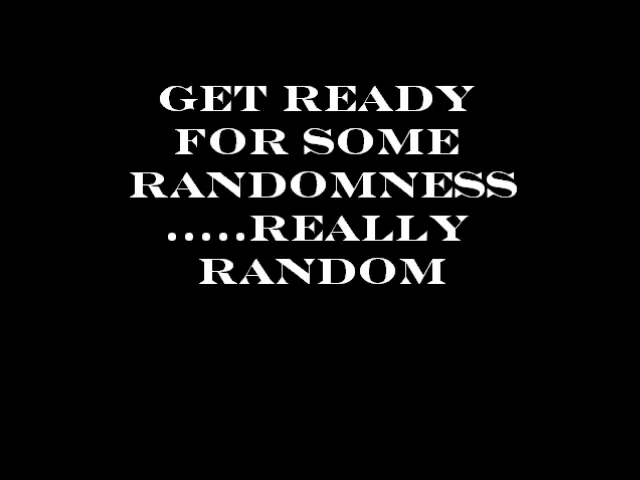 GET READY
FOR SOME
RANDOMNESS
.....REALLY
RANDOM